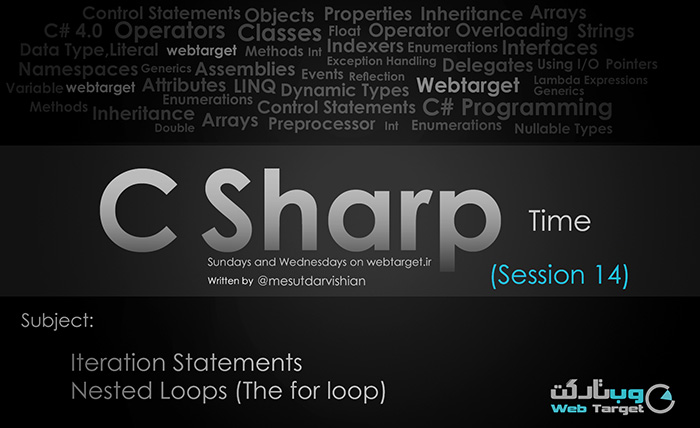 Control Statements Objects Properties Inheritance Arrays
C# 4.0 Operators Classes Float Operator Overloading Strings
Data Type,Literal webtarget Methods Int Indexers Enumerations Interfaces
Namespaces Generics Assemblies Events Exception Handling Delegates Using I/O Pointers
Variable webtarget Attributes LINQ Dynamic Types Reflection Webtarget Lambda Expressions Generics
Methods Inheritance Enumerations Control Statements C# Programming
Double Arrays Preprocessor Int Enumerations Nullable Types
C Sharp Time
Sundays and Wednesdays on webtarget.ir
Written by @mesutdarvishian
(Session 14)
Subject:
Iteration Statements
Nested Loops (The for loop)
وب تارگت
Web Target